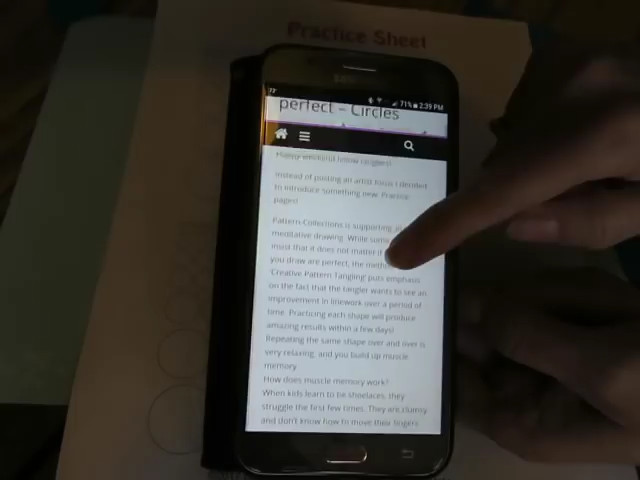 Practice Sheet
72°
71% 2:39 PM
perfect – Circles
Happy weekend fellow tanglers!
Instead of posting an artist focus I decided
to introduce something new: Practice
pages!
Pattern-Collections is supporting
meditative drawing. While some
insist that it does not matter if
you draw are perfect, the
'Creative Pattern Tangling' puts emphasis
on the fact that the tangler wants to see an
improvement in linework over a period of
time. Practicing each shape will produce
amazing results within a few days!
Repeating the same shape over and over is
very relaxing, and you build up muscle
memory
How does muscle memory work?
When kids learn to tie shoelaces, they
struggle the first few times. They are clumsy
and don't know how to move their fingers